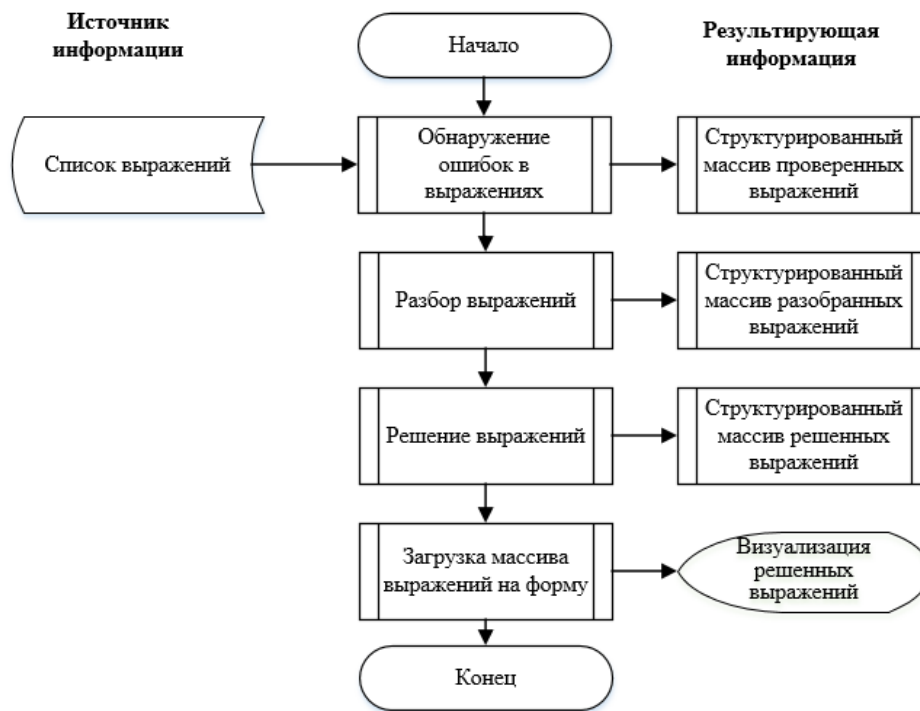 Источник
информации
Начало
Результирующая
информация
Список выражений
Обнаружение
ошибок в
выражениях
Структурированный
массив проверенных
выражений
Разбор выражений
Структурированный
массив разобранных
выражений
Решение выражений
Структурированный
массив решенных
выражений
Загрузка массива
выражений на форму
Визуализация
решенных
выражений
Конец